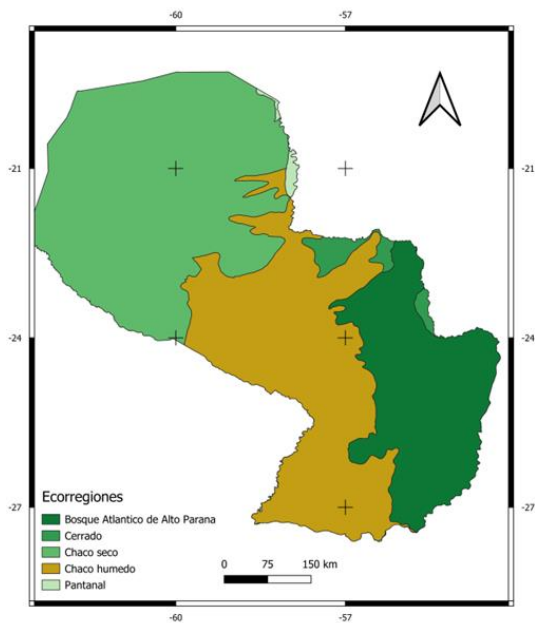 -60 -57
-21 -21
-24 -24
-27 -27
Ecorregiones
Bosque Atlantico de Alto Parana
Cerrado
Chaco seco
Chaco humedo
Pantanal
0 75 150 km
-60 -57